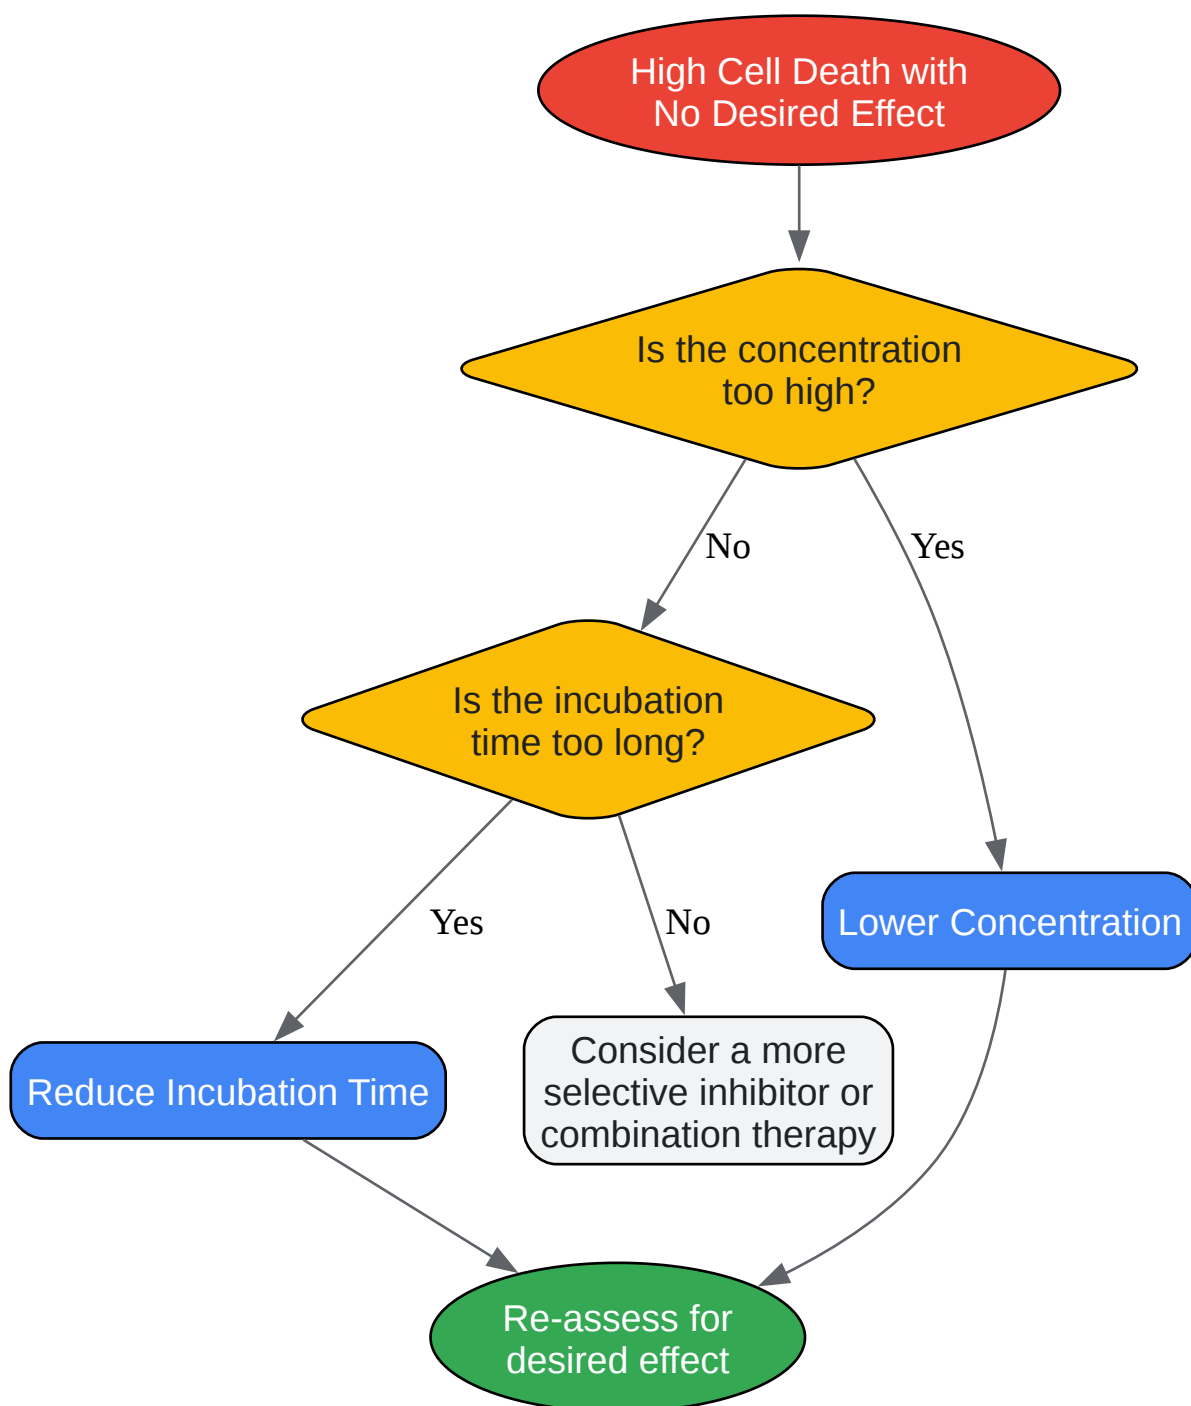 High Cell Death with
No Desired Effect
Is the concentration
too high?
No
Yes
Is the incubation
time too long?
Yes
No
Lower Concentration
Reduce Incubation Time
Consider a more
selective inhibitor or
combination therapy
Re-assess for
desired effect